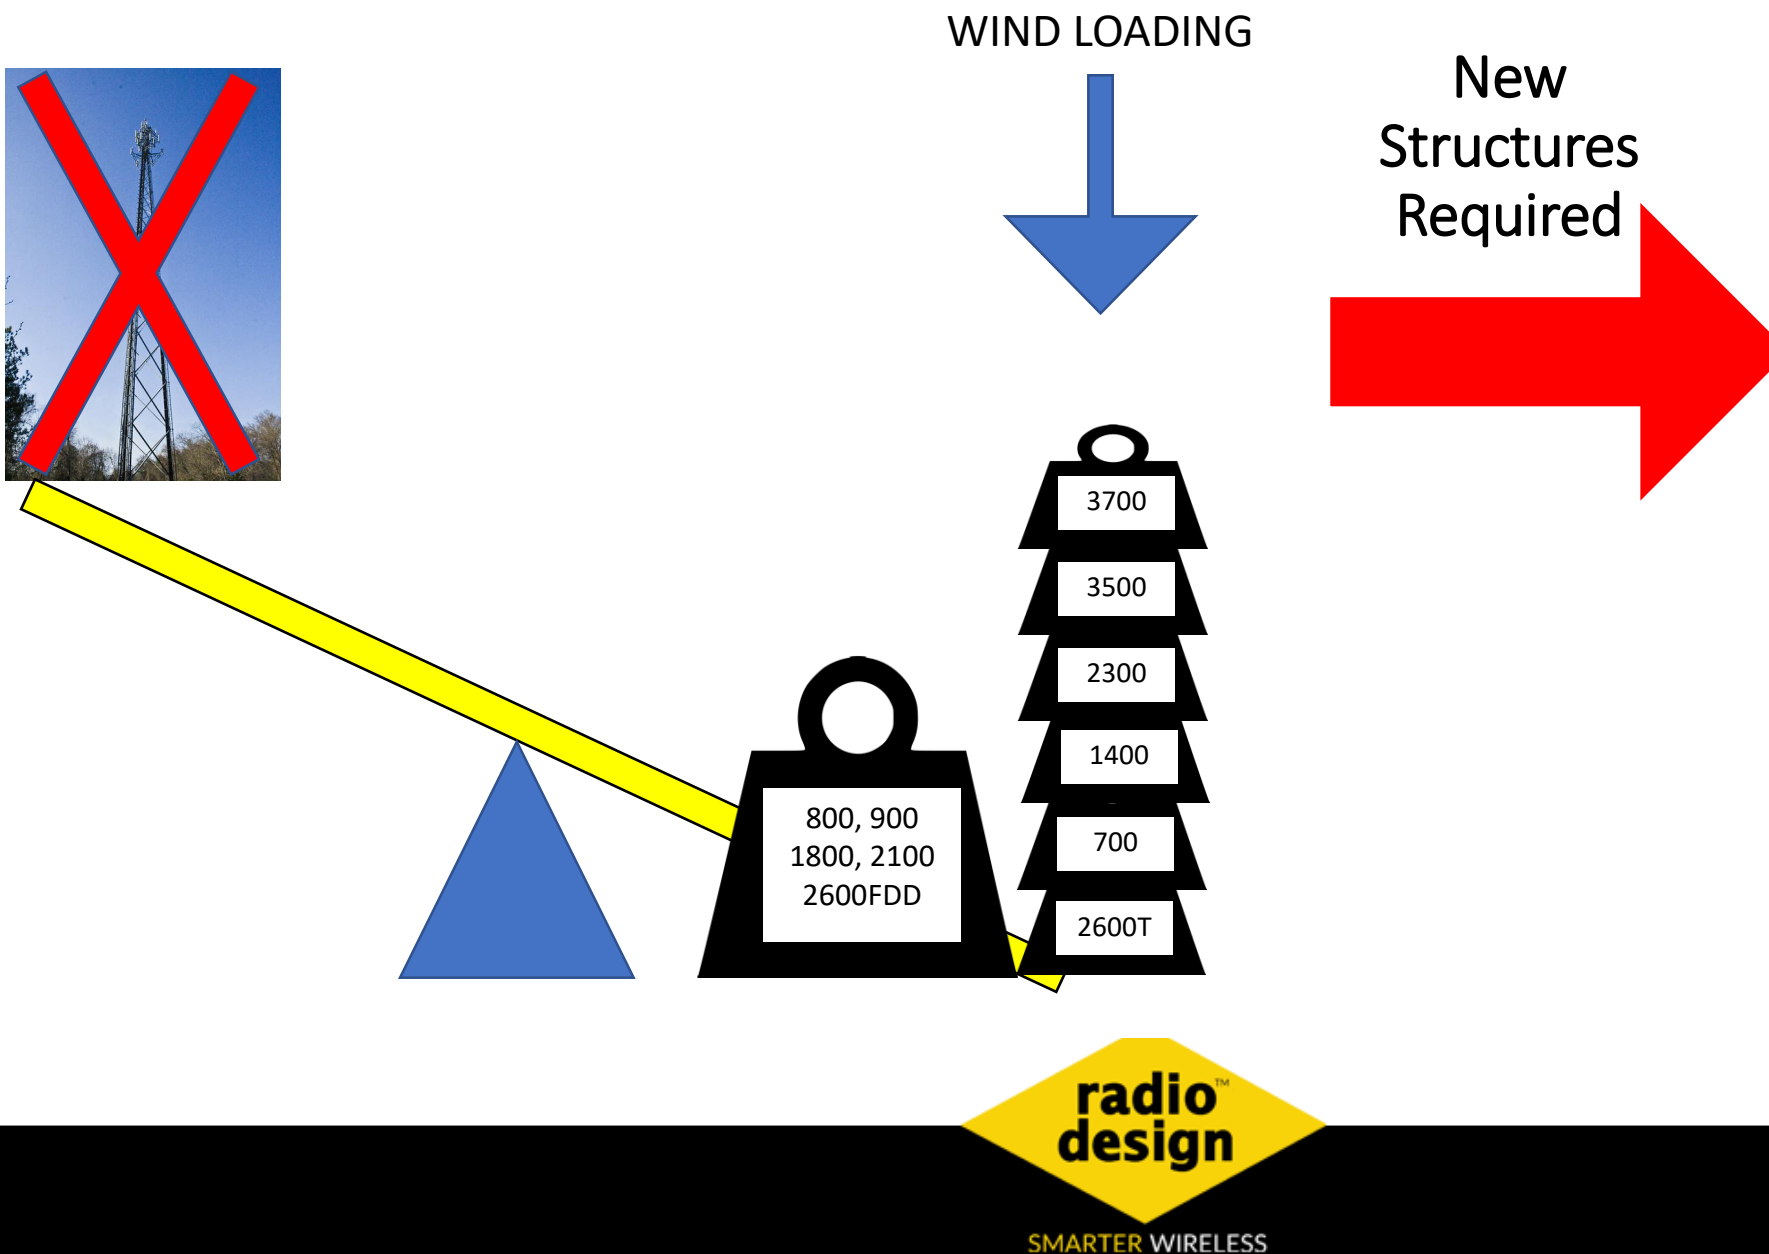 WIND LOADING
New
Structures
Required
3700
3500
2300
1400
700
2600T
800, 900
1800, 2100
2600FDD
radio™
design
SMARTER WIRELESS